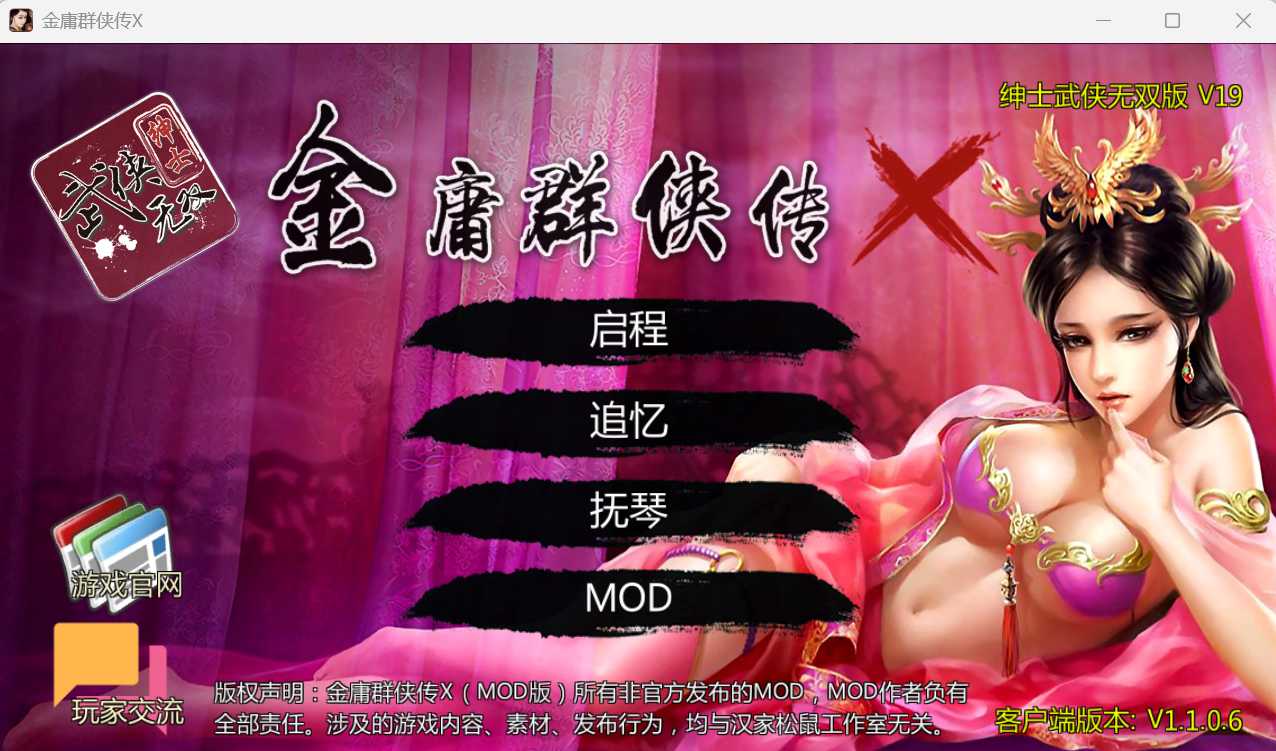 金庸群侠传X
绅士武侠无双版 V19
绅士
武侠
无双
金庸群侠传X
启程
追忆
抚琴
MOD
游戏官网
玩家交流
版权声明：金庸群侠传X（MOD版）所有非官方发布的MOD，MOD作者负有
全部责任。涉及的游戏内容、素材、发布行为，均与汉家松鼠工作室无关。
客户端版本: V1.1.0.6